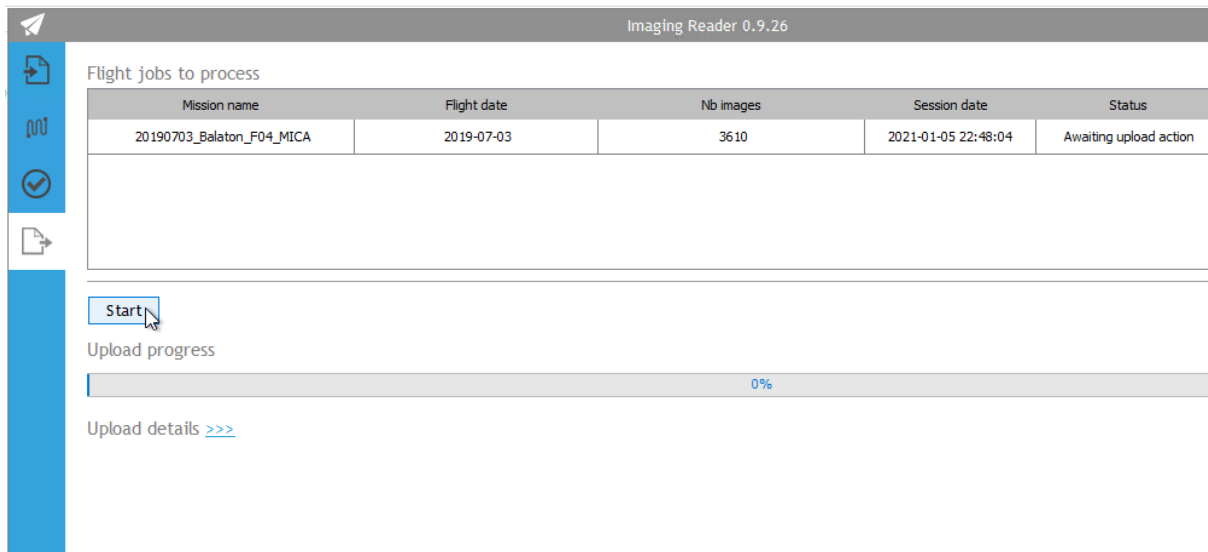 Imaging Reader 0.9.26
Flight jobs to process
Mission name Flight date Nb images Session date Status
20190703_Balaton_F04_MICA 2019-07-03 3610 2021-01-05 22:48:04 Awaiting upload action
Start
Upload progress
0%
Upload details >>>